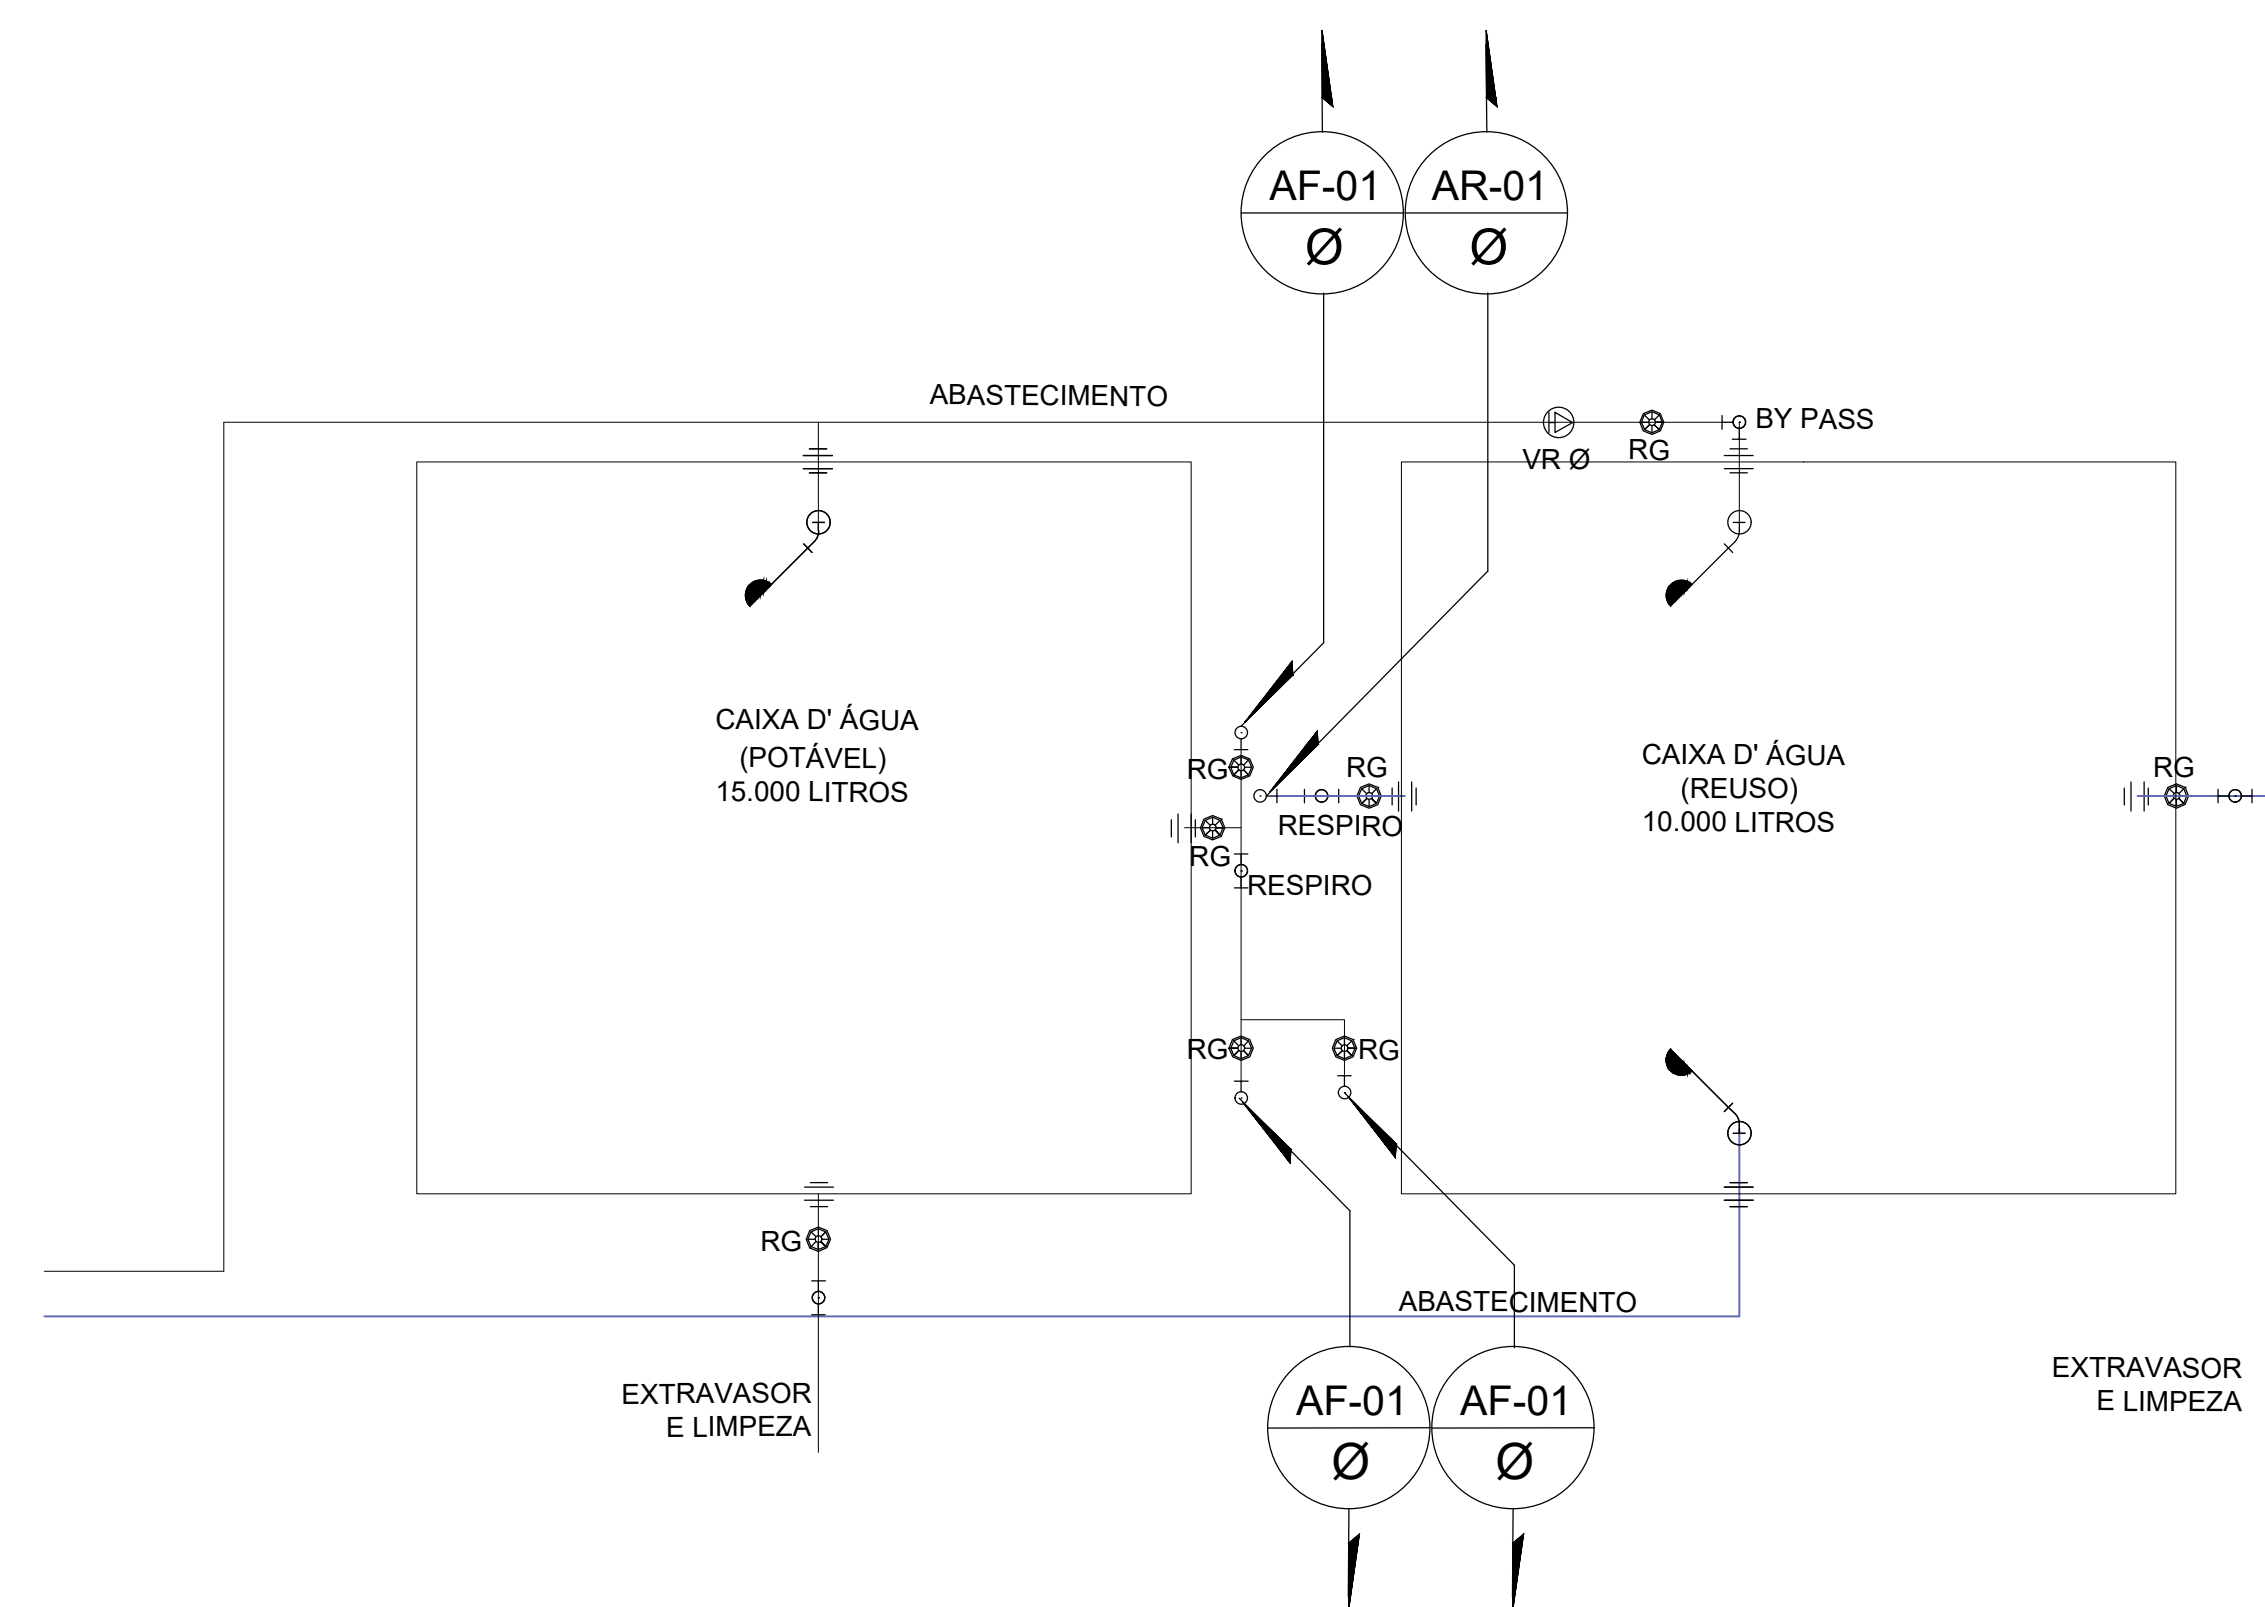 AF-01
Ø
AR-01
Ø
ABASTECIMENTO
BY PASS
VR Ø
RG
CAIXA D' ÁGUA
(POTÁVEL)
15.000 LITROS
CAIXA D' ÁGUA
(REUSO)
10.000 LITROS
RG
RG
RG
RESPIRO
RG
RESPIRO
RG
RG
RG
ABASTECIMENTO
EXTRAVASOR
E LIMPEZA
EXTRAVASOR
E LIMPEZA
AF-01
Ø
AF-01
Ø